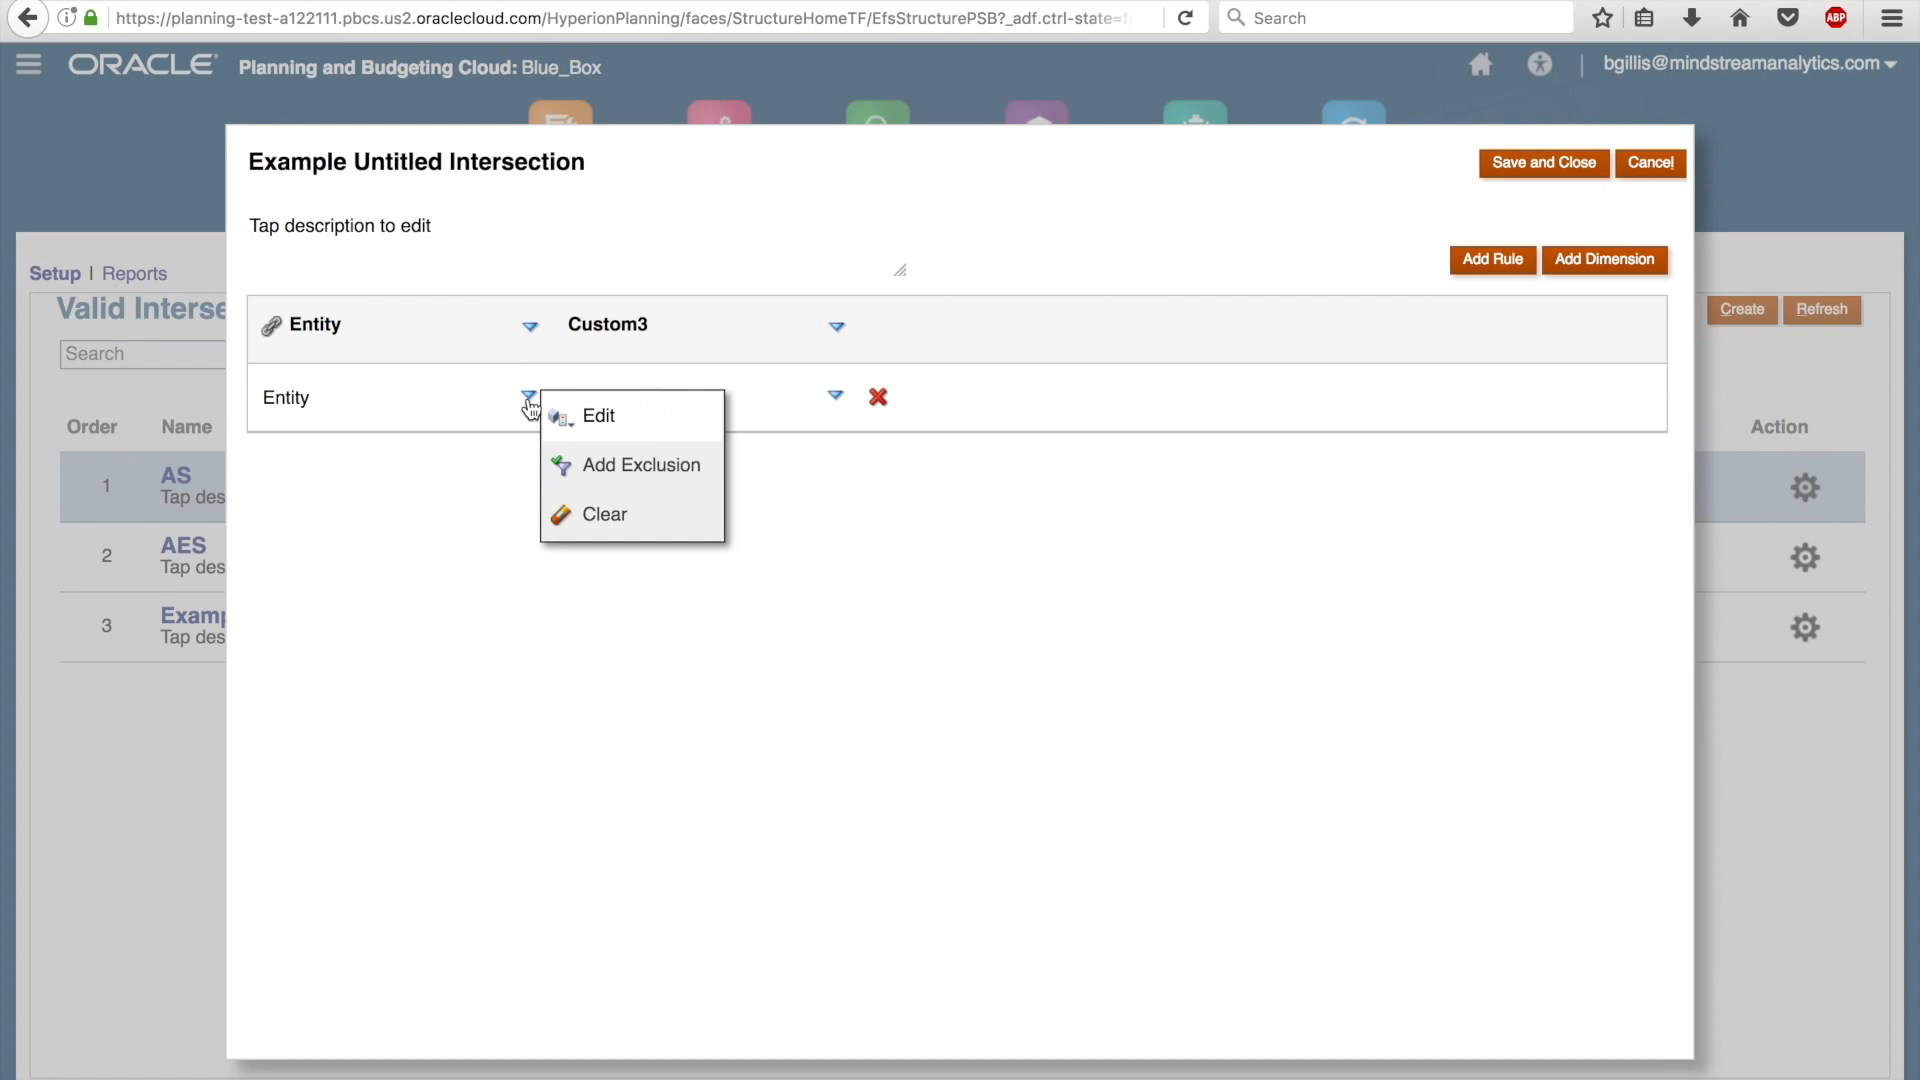 https://planning-test-a122111.pbcs.us2.oraclecloud.com/HyperionPlanning/faces/StructureHomeTF/EfsStructurePSB?_adf.ctrl-state=f
Search
ABP
ORACLE Planning and Budgeting Cloud: Blue_Box
bgillis@mindstreamanalytics.com
Example Untitled Intersection
Save and Close
Cancel
Tap description to edit
Add Rule
Add Dimension
Setup | Reports
Valid Interse
Create
Refresh
Search
Entity
Custom3
Entity
Edit
Add Exclusion
Clear
Order
Name
Action
1
AS
Tap des
2
AES
Tap des
3
Examp
Tap des